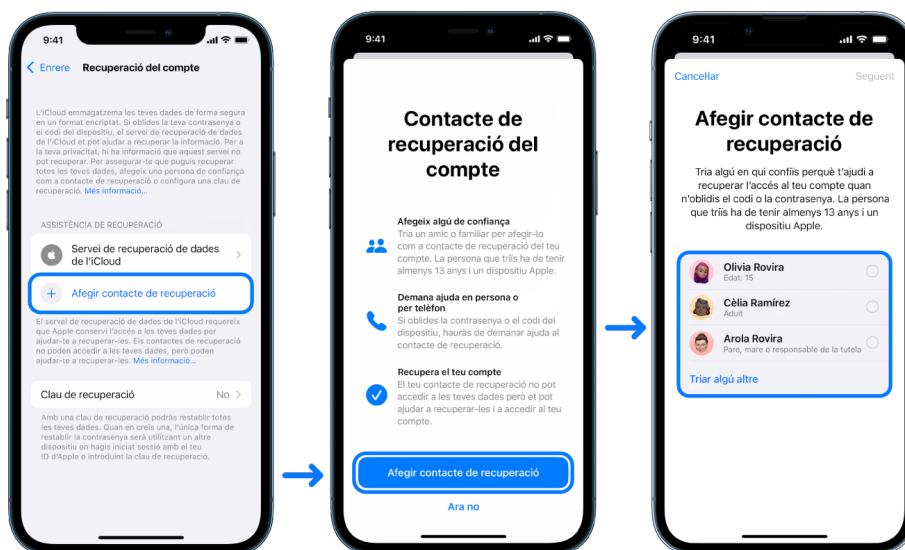 9:41
Enrere
Recuperació del compte
L'iCloud emmagatzema les teves dades de forma segura
en un format encriptat. Si oblides la teva contrasenya o
el codi del dispositiu, el servei de recuperació de dades
de l'iCloud et pot ajudar a recuperar la informació. Per a
la teva privacitat, hi ha informació que aquest servei no
pot recuperar. Per assegurar-te que puguis recuperar
totes les teves dades, afegeix una persona de confiança
com a contacte de recuperació o configura una clau de
recuperació. Més informació...
ASSISTÈNCIA DE RECUPERACIÓ
Servei de recuperació de dades
de l'iCloud
Afegir contacte de recuperació
El servei de recuperació de dades de l'iCloud requereix
que Apple conservi l'accés a les teves dades per
ajudar-te a recuperar-les. Els contactes de recuperació
no poden accedir a les teves dades, però poden
ajudar-te a recuperar-les. Més informació...
Clau de recuperació No
Amb una clau de recuperació podràs restablir totes
les teves dades. Quan en creïs una, l'única forma de
restablir la contrasenya serà utilitzant un altre
dispositiu on hagis iniciat sessió amb el teu
ID d'Apple o introduint la clau de recuperació.
9:41
Contacte de
recuperació del
compte
Afegeix algú de confiança
Tria un amic o familiar per afegir-lo
com a contacte de recuperació del teu
compte. La persona que triïs ha de tenir
almenys 13 anys i un dispositiu Apple.
Demana ajuda en persona o
per telèfon
Si oblides la contrasenya o el codi del
dispositiu, hauràs de demanar ajuda al
contacte de recuperació.
Recupera el teu compte
El teu contacte de recuperació no pot
accedir a les teves dades però et pot
ajudar a recuperar-les i a accedir al teu
compte.
Afegir contacte de recuperació
Ara no
9:41
Cancel·lar
Següent
Afegir contacte de
recuperació
Tria algú en qui confiïs perquè t'ajudi a
recuperar l'accés al teu compte quan
n'oblidis el codi o la contrasenya. La persona
que triïs ha de tenir almenys 13 anys i un
dispositiu Apple.
Olivia Rovira
Edat: 15
Cèlia Ramírez
Adult
Arola Rovira
Pare, mare o responsable de la tutela
Triar algú altre